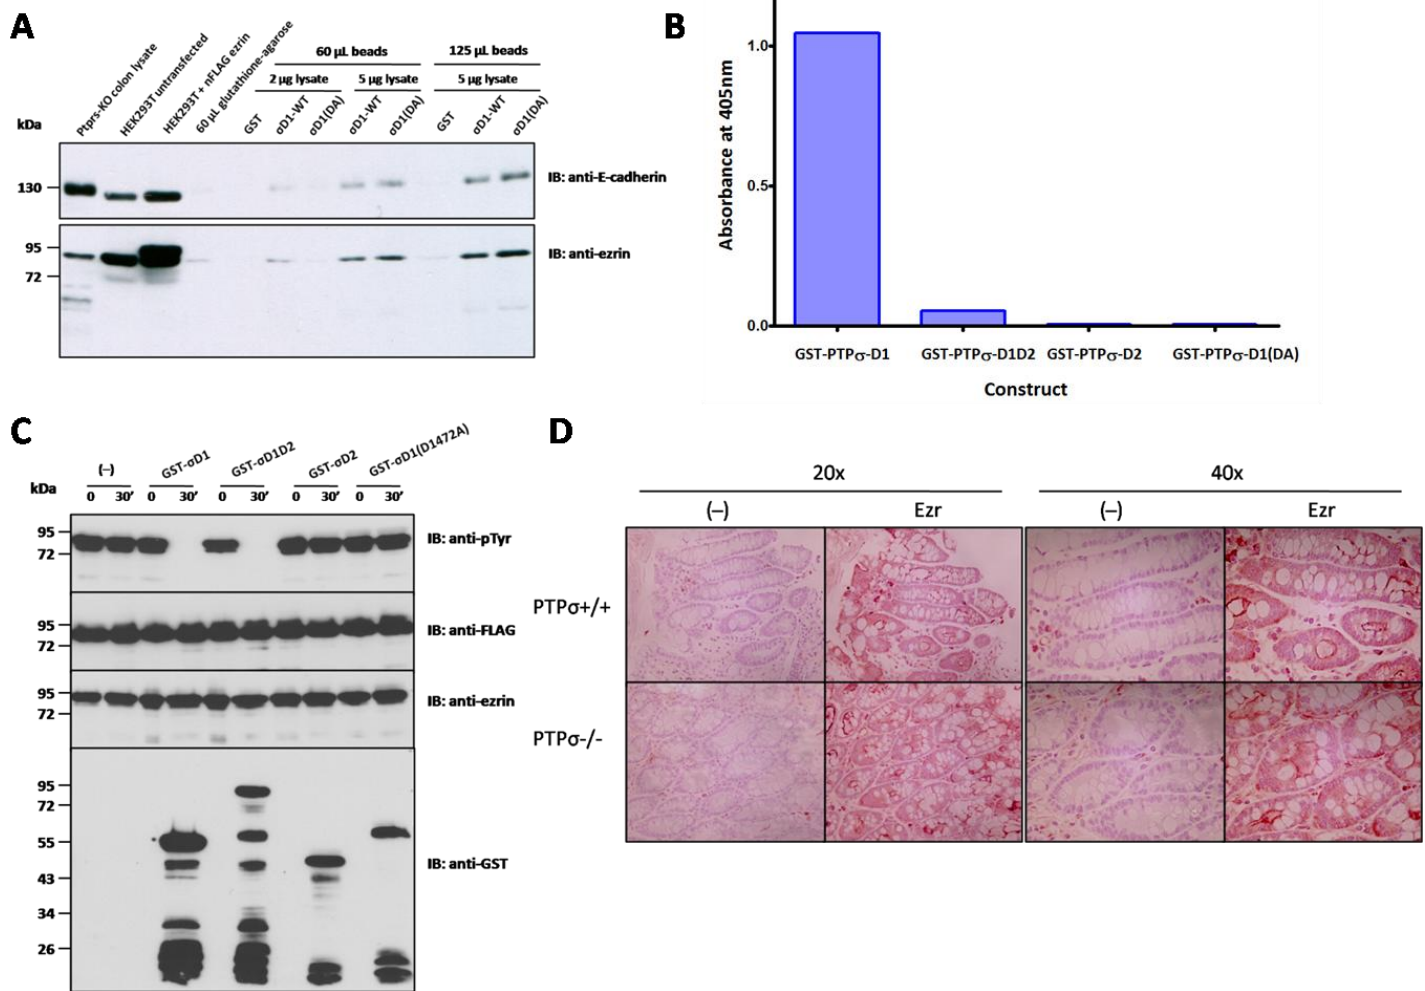 A
Ptprs-KO colon lysate
HEK293T untransfected
HEK293T + nFLAG ezrin
60 µL glutathione-agarose
60 µL beads
125 µL beads
2 µg lysate
5 µg lysate
5 µg lysate
GST
σD1-WT
σD1(DA)
σD1-WT
σD1(DA)
GST
σD1-WT
σD1(DA)
kDa
130
IB: anti-E-cadherin
95
72
IB: anti-ezrin
B
Absorbance at 405nm
1.0
0.5
0.0
GST-PTPσ-D1 GST-PTPσ-D1D2 GST-PTPσ-D2 GST-PTPσ-D1(DA)
Construct
C
(–) GST-σD1 GST-σD1D2 GST-σD2 GST-σD1(D1472A)
kDa
0 30' 0 30' 0 30' 0 30' 0 30'
95
72
IB: anti-pTyr
95
72
IB: anti-FLAG
95
72
IB: anti-ezrin
95
72
55
43
34
26
IB: anti-GST
D
20x 40x
(–) Ezr (–) Ezr
PTPσ+/+
PTPσ-/-